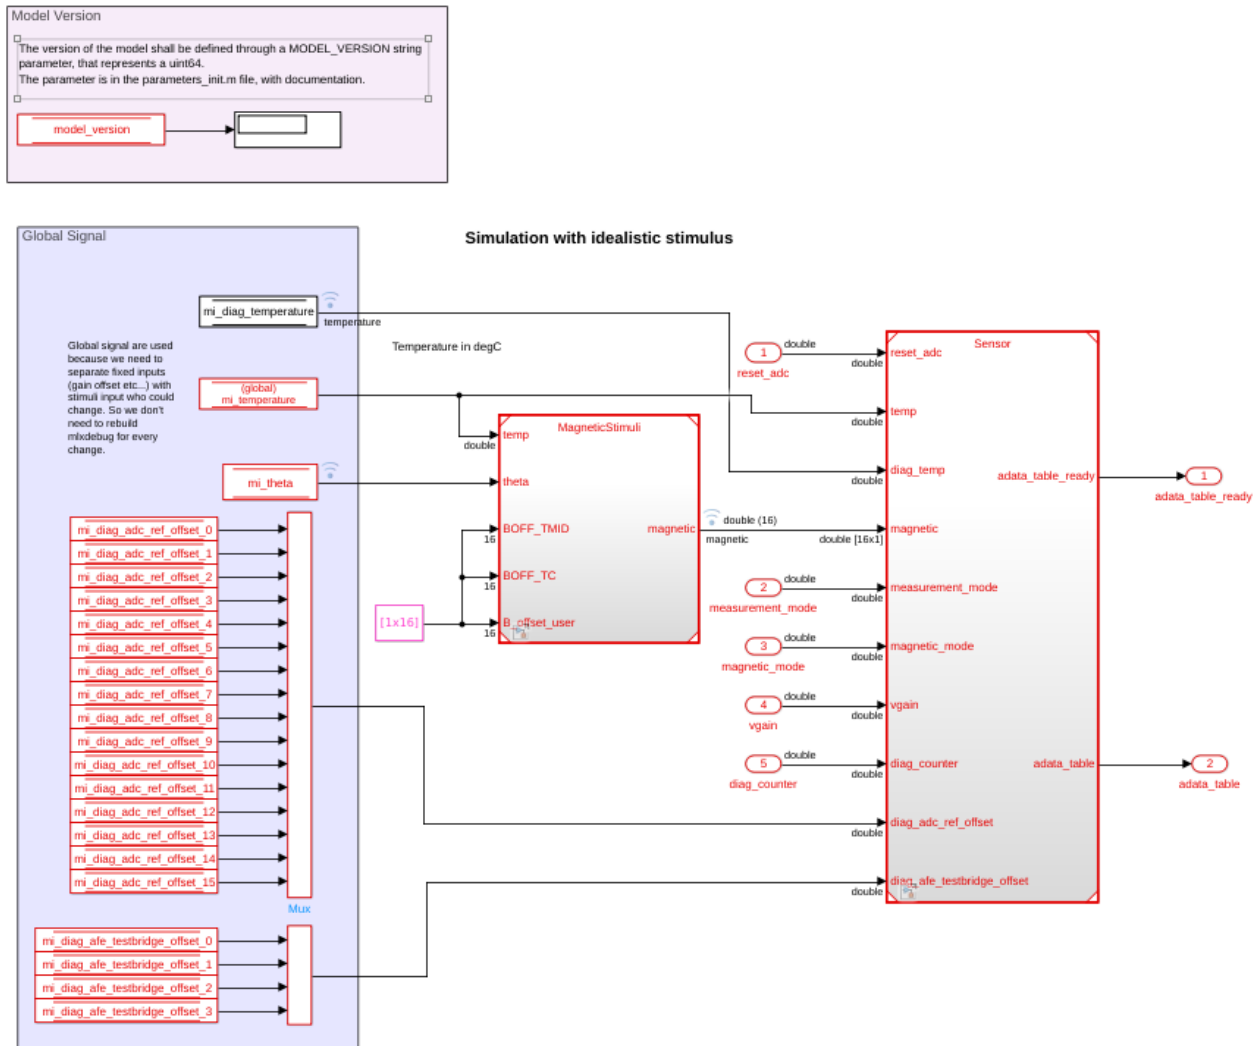 Model Version
The version of the model shall be defined through a MODEL_VERSION string
parameter, that represents a uint64.
The parameter is in the parameters_init.m file, with documentation.
model_version
Global Signal
Simulation with idealistic stimulus
mi_diag_temperature
temperature
Temperature in degC
Global signal are used
because we need to
separate fixed inputs
(gain offset etc...) with
stimuli input who could
change. So we don't
need to rebuild
mlxdebug for every
change.
(global)
mi_temperature
mi_theta
mi_diag_adc_ref_offset_0
mi_diag_adc_ref_offset_1
mi_diag_adc_ref_offset_2
mi_diag_adc_ref_offset_3
mi_diag_adc_ref_offset_4
mi_diag_adc_ref_offset_5
mi_diag_adc_ref_offset_6
mi_diag_adc_ref_offset_7
mi_diag_adc_ref_offset_8
mi_diag_adc_ref_offset_9
mi_diag_adc_ref_offset_10
mi_diag_adc_ref_offset_11
mi_diag_adc_ref_offset_12
mi_diag_adc_ref_offset_13
mi_diag_adc_ref_offset_14
mi_diag_adc_ref_offset_15
Mux
mi_diag_afe_testbridge_offset_0
mi_diag_afe_testbridge_offset_1
mi_diag_afe_testbridge_offset_2
mi_diag_afe_testbridge_offset_3
[1x16]
MagneticStimuli
temp
double
theta
BOFF_TMID
16
BOFF_TC
16
B_offset_user
16
magnetic
double (16)
magnetic
double [16x1]
1
double
reset_adc
double
2
double
measurement_mode
double
3
double
magnetic_mode
double
4
double
vgain
double
5
double
diag_counter
double
Sensor
reset_adc
temp
double
diag_temp
double
magnetic
measurement_mode
magnetic_mode
vgain
diag_counter
diag_adc_ref_offset
double
diag_afe_testbridge_offset
double
adata_table_ready
adata_table
1
adata_table_ready
2
adata_table